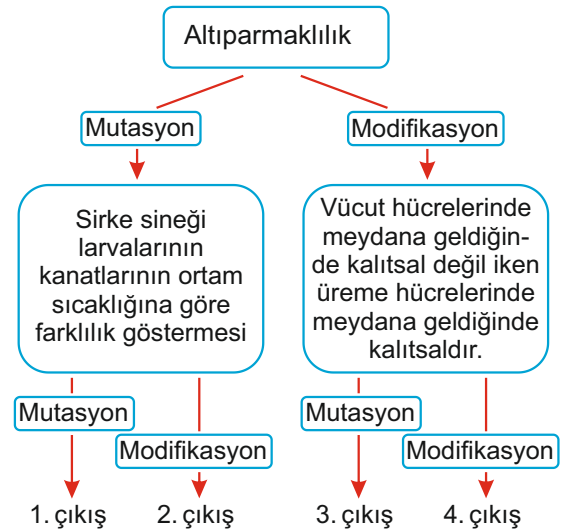 Altıparmaklılık
Mutasyon
Modifikasyon
Sirke sineği
larvalarının
kanatlarının ortam
sıcaklığına göre
farklılık göstermesi
Vücut hücrelerinde
meydana geldiğin-
de kalıtsal değil iken
üreme hücrelerinde
meydana geldiğinde
kalıtsaldır.
Mutasyon
Modifikasyon
Mutasyon
Modifikasyon
1. çıkış
2. çıkış
3. çıkış
4. çıkış